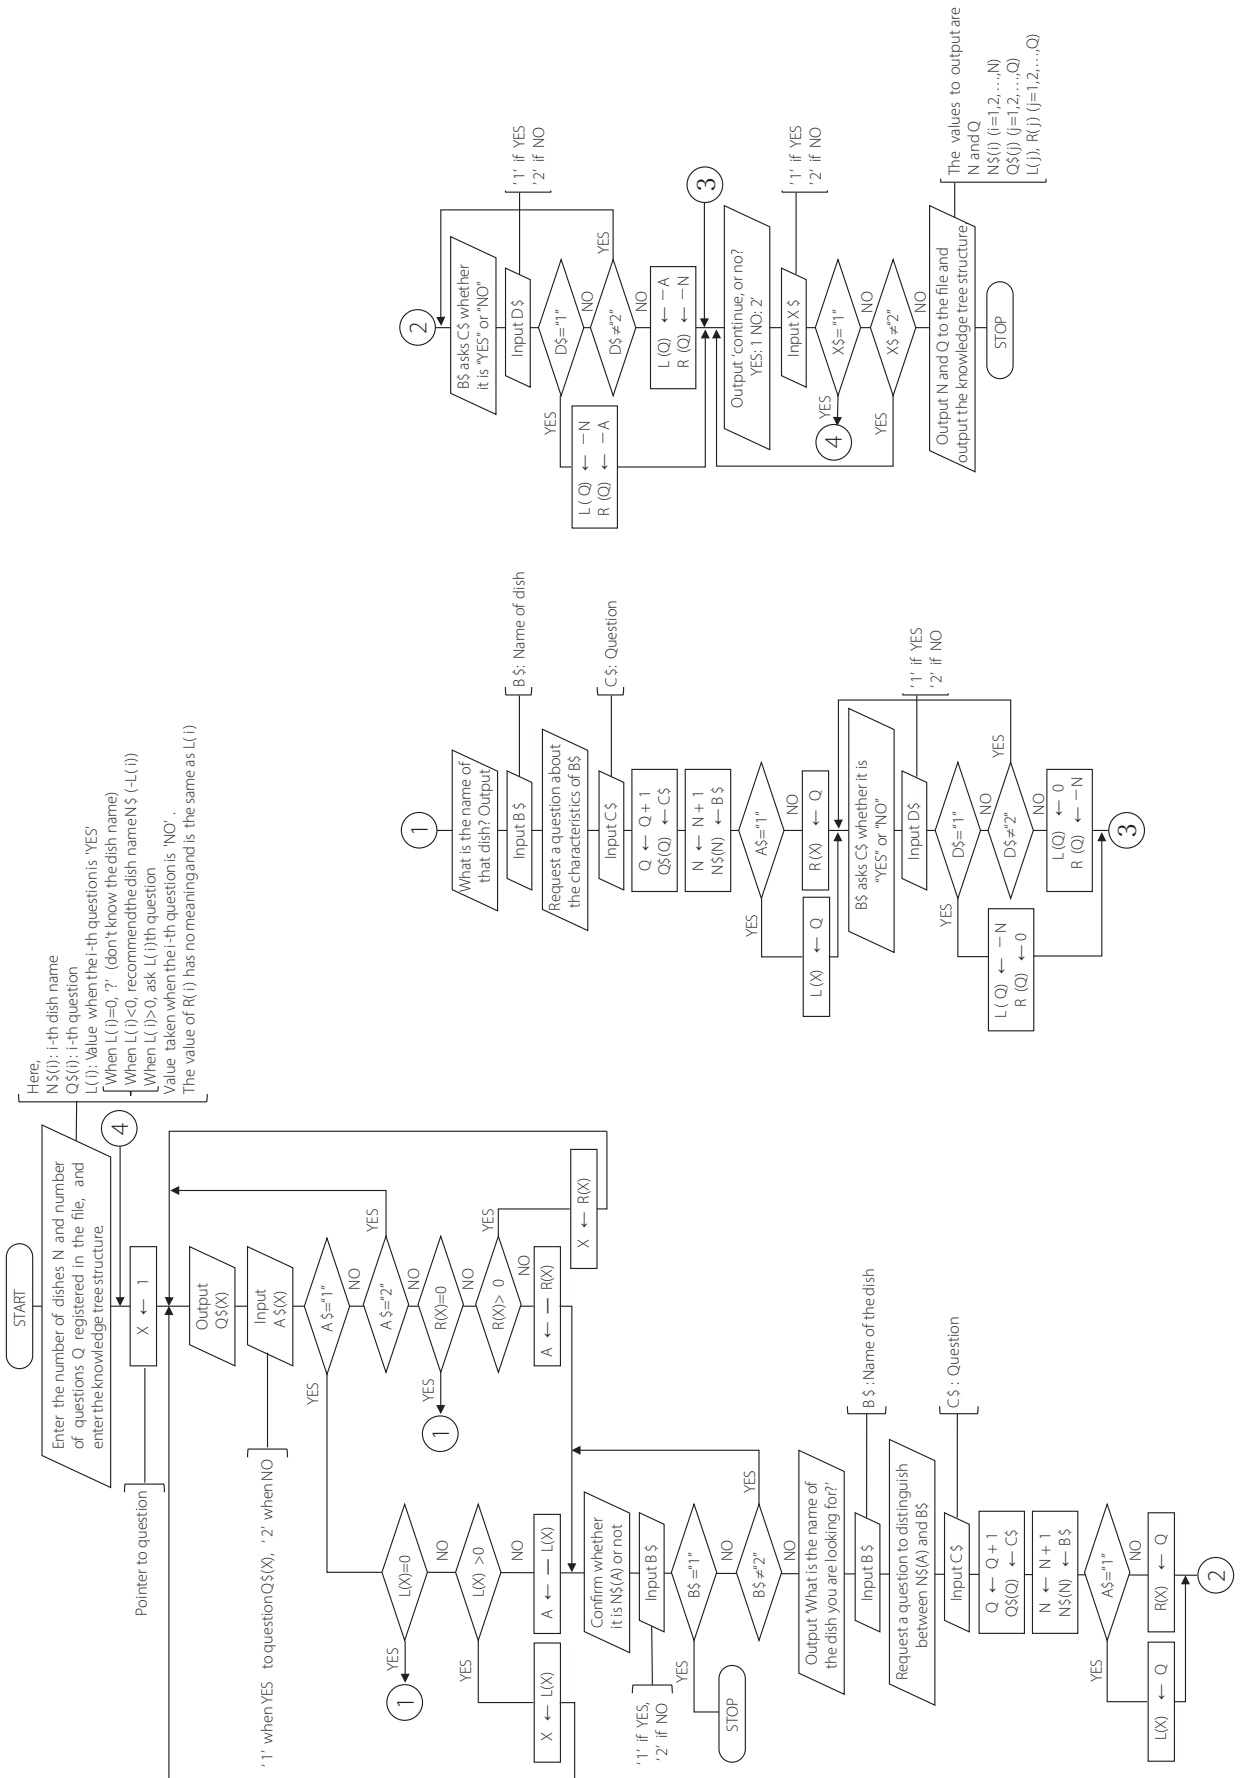 START
Enter the number of dishes N and number
of questions Q registered in the file, and
enter the knowledge tree structure.
Here,
N$(i): i-th dish name
Q$(i): i-th question
L(i): Value when the i-th question is 'YES'
When L(i)=0, '?' (don't know the dish name)
When L(i)<0, recommend the dish name N$ (-L(i))
When L(i)>0, ask L(i)th question
Value taken when the i-th question is 'NO'.
The value of R(i) has no meaning and is the same as L(i)
4
X ← 1
Pointer to question
Output
Q$(X)
Input
A$(X)
'1' when YES to question Q$(X), '2' when NO
A$="1"
YES
NO
A$="2"
YES
NO
R(X)=0
YES
1
NO
R(X)> 0
YES
NO
X ← R(X)
A ← — R(X)
L(X)=0
YES
1
NO
L(X) >0
YES
NO
X ← L(X)
A ← — L(X)
Confirm whether
it is N$(A) or not
Input B$
'1' if YES,
'2' if NO
B$="1"
YES
STOP
NO
B$≠"2"
YES
NO
Output 'What is the name of
the dish you are looking for?'
Input B$
B$ : Name of the dish
Request a question to distinguish
between N$(A) and B$
Input C$
C$ : Question
Q ← Q + 1
Q$(Q) ← C$
N ← N + 1
N$(N) ← B$
A$="1"
YES
NO
L(X) ← Q
R(X) ← Q
2
1
What is the name of
that dish? Output
Input B$
B$: Name of dish
Request a question about
the characteristics of B$
Input C$
C$: Question
Q ← Q + 1
Q$(Q) ← C$
N ← N + 1
N$(N) ← B$
A$="1"
YES
NO
L (X) ← Q
R(X) ← Q
B$ asks C$ whether it is
"YES" or "NO"
Input D$
'1' if YES
'2' if NO
D$="1"
YES
NO
D$≠"2"
YES
NO
L ( Q) ← — N
R (Q) ← 0
L (Q) ← 0
R (Q) ← —N
3
2
B$ asks C$ whether
it is "YES" or "NO"
Input D$
'1' if YES
'2' if NO
D$="1"
YES
NO
D$≠"2"
YES
NO
L ( Q) ← — N
R (Q) ← — A
L (Q) ← — A
R (Q) ← — N
3
Output 'continue, or no?
YES: 1 NO: 2'
Input X$
'1' if YES
'2' if NO
X$="1"
YES
4
NO
X$≠"2"
YES
NO
Output N and Q to the file and
output the knowledge tree structure
The values to output are
N and Q
N$(i) (i=1,2,…,N)
Q$(j) (j=1,2,…,Q)
L(j), R(j) (j=1,2,…,Q)
STOP